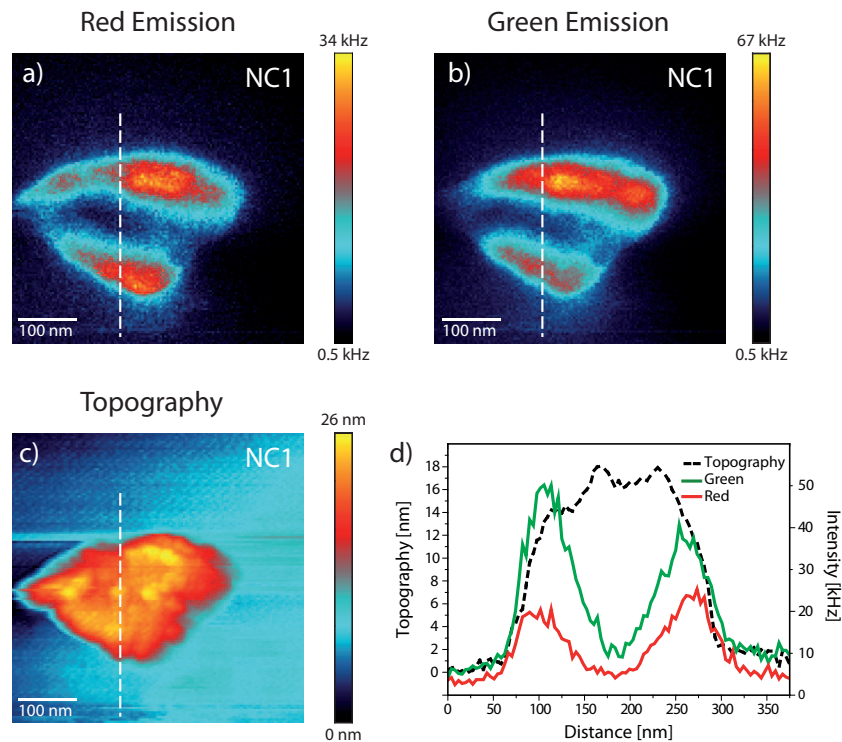 Red Emission
Green Emission
34 kHz
67 kHz
a)
NC1
b)
NC1
100 nm
0.5 kHz
100 nm
0.5 kHz
Topography
26 nm
c)
NC1
100 nm
0 nm
d)
Topography
Green
Red
18
16
14
12
10
8
6
4
2
0
Topography [nm]
50
40
30
20
10
0
Intensity [kHz]
0 50 100 150 200 250 300 350
Distance [nm]